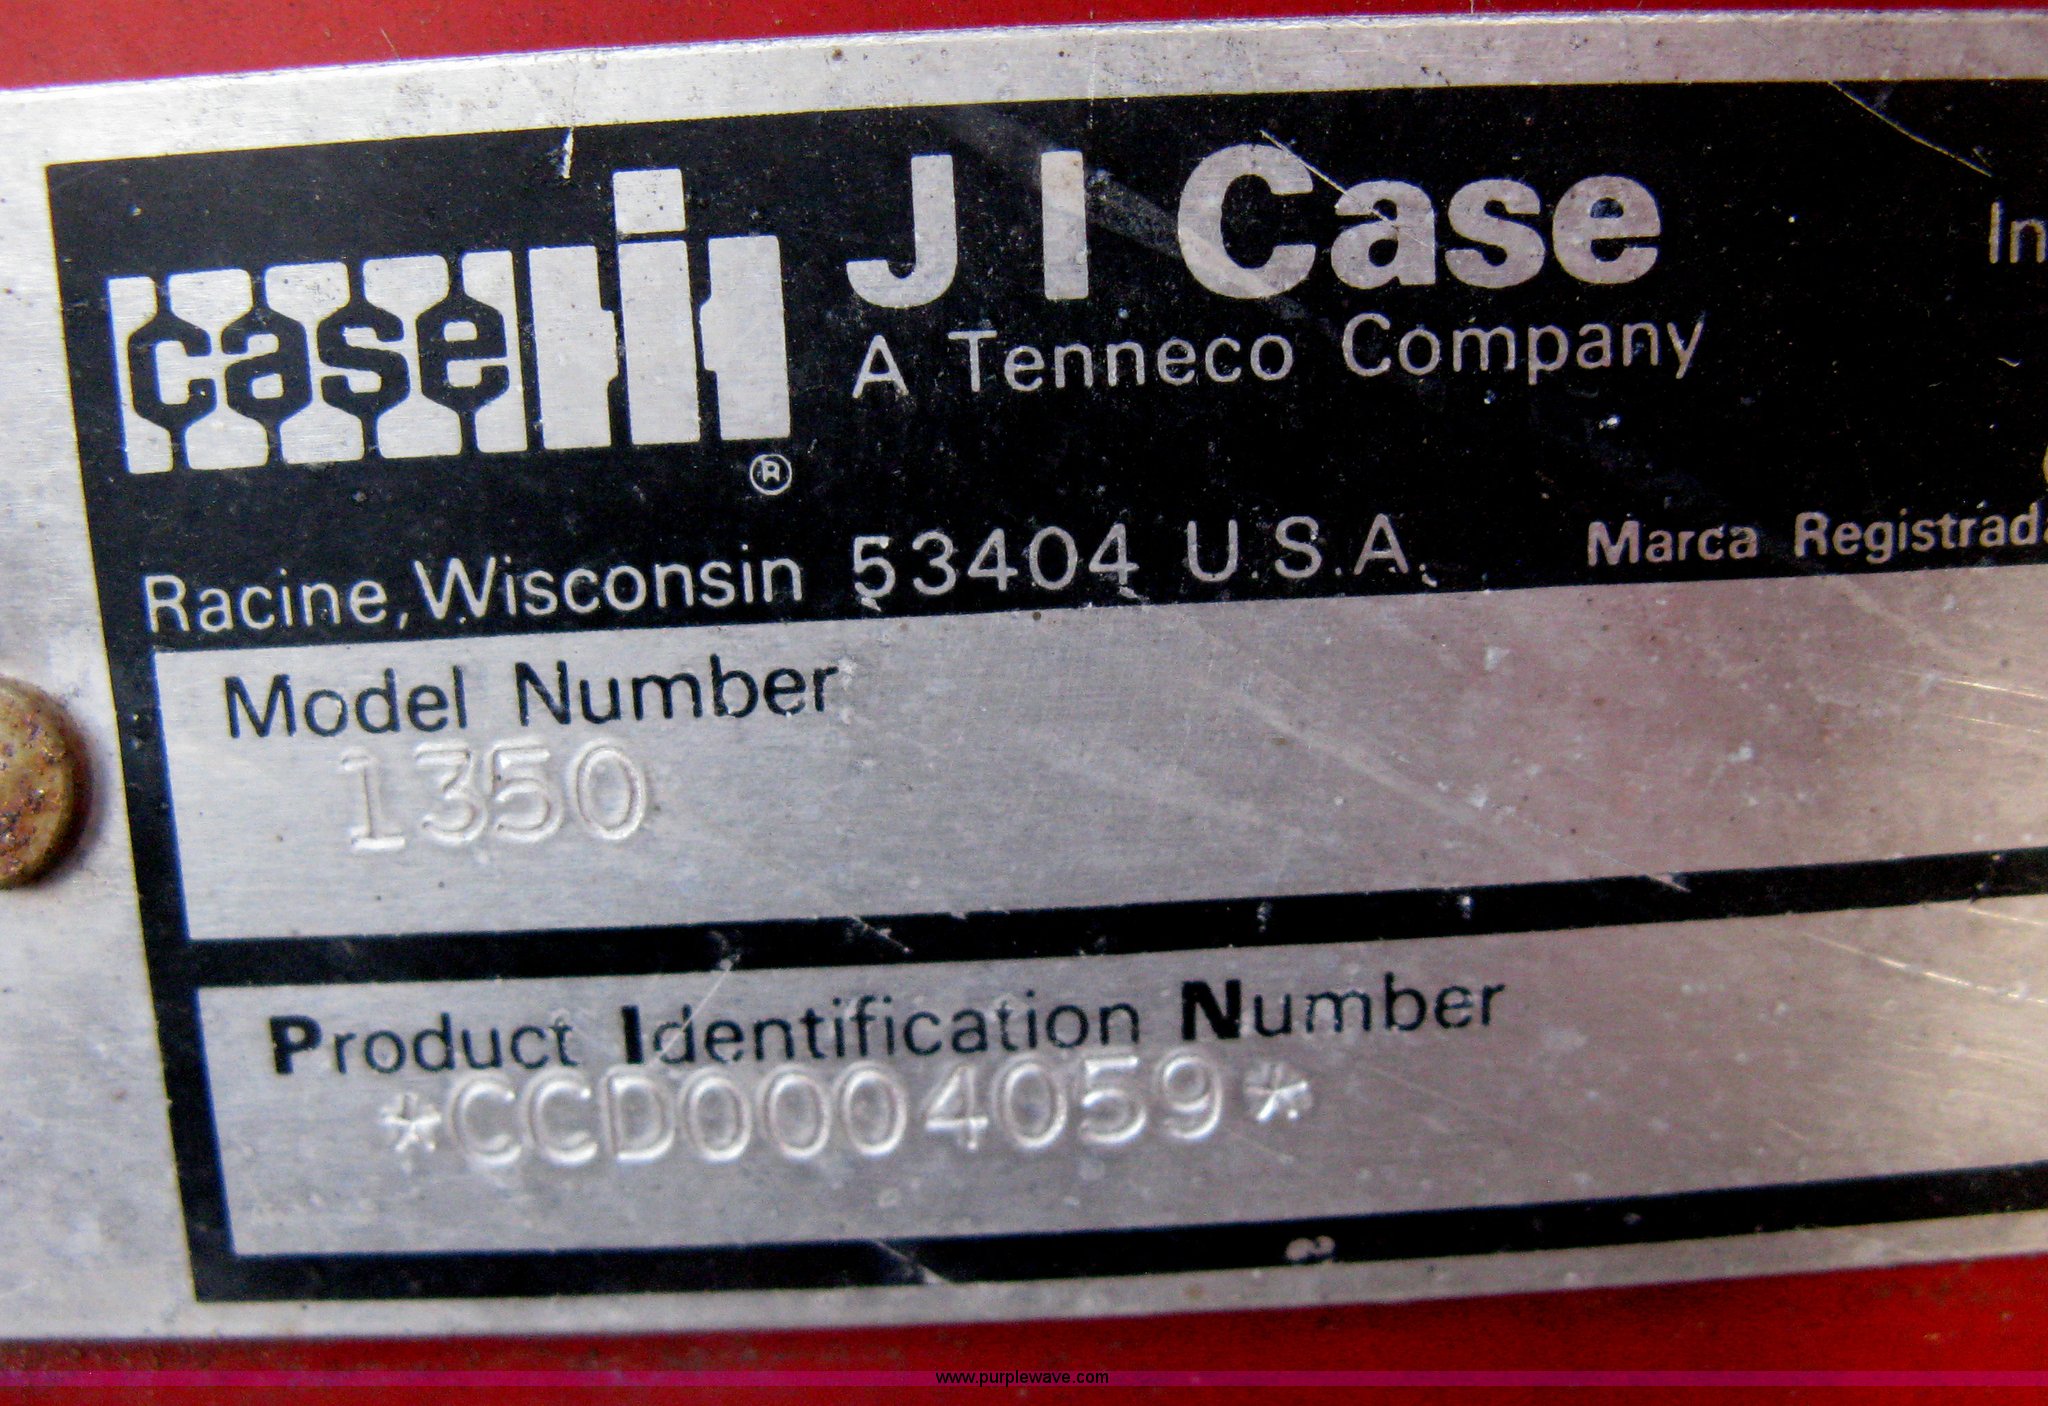 case ih ®
J I Case
A Tenneco Company
In
Racine, Wisconsin 53404 U.S.A.
Marca Registrada
Model Number
1350
Product Identification Number
*CCD0004059*
www.purplewave.com